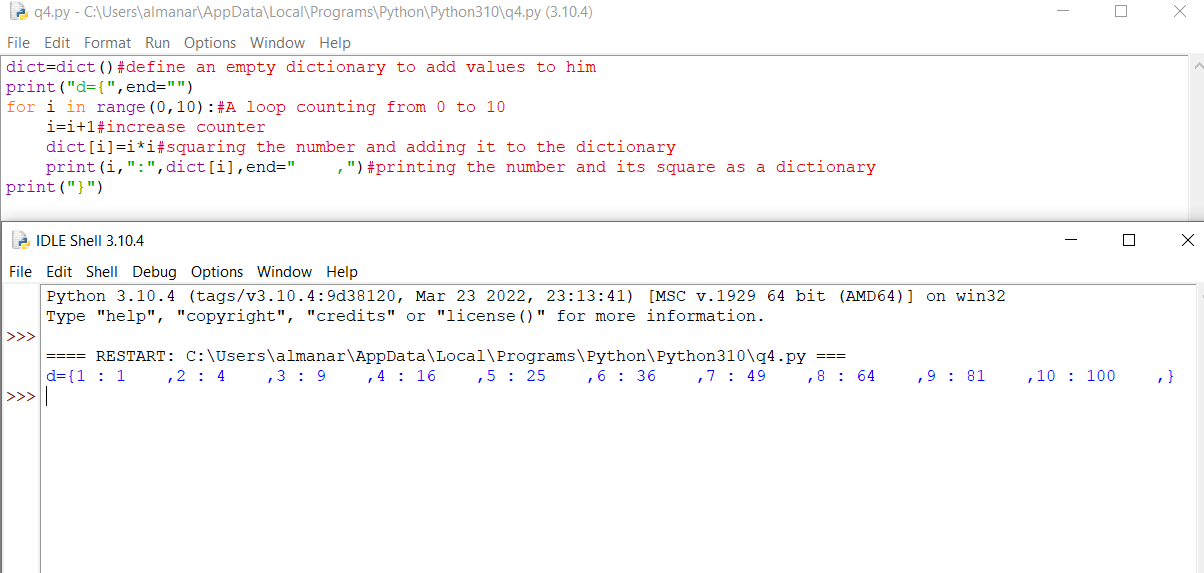 q4.py - C:\Users\almanar\AppData\Local\Programs\Python\Python310\q4.py (3.10.4)
File Edit Format Run Options Window Help
dict=dict()#define an empty dictionary to add values to him
print("d={",end="")
for i in range(0,10):#A loop counting from 0 to 10
    i=i+1#increase counter
    dict[i]=i*i#squaring the number and adding it to the dictionary
    print(i,":",dict[i],end="    ,")#printing the number and its square as a dictionary
print("}")
IDLE Shell 3.10.4
File Edit Shell Debug Options Window Help
Python 3.10.4 (tags/v3.10.4:9d38120, Mar 23 2022, 23:13:41) [MSC v.1929 64 bit (AMD64)] on win32
Type "help", "copyright", "credits" or "license()" for more information.
>>>
==== RESTART: C:\Users\almanar\AppData\Local\Programs\Python\Python310\q4.py ===
d={1 : 1    ,2 : 4    ,3 : 9    ,4 : 16    ,5 : 25    ,6 : 36    ,7 : 49    ,8 : 64    ,9 : 81    ,10 : 100    ,}
>>>